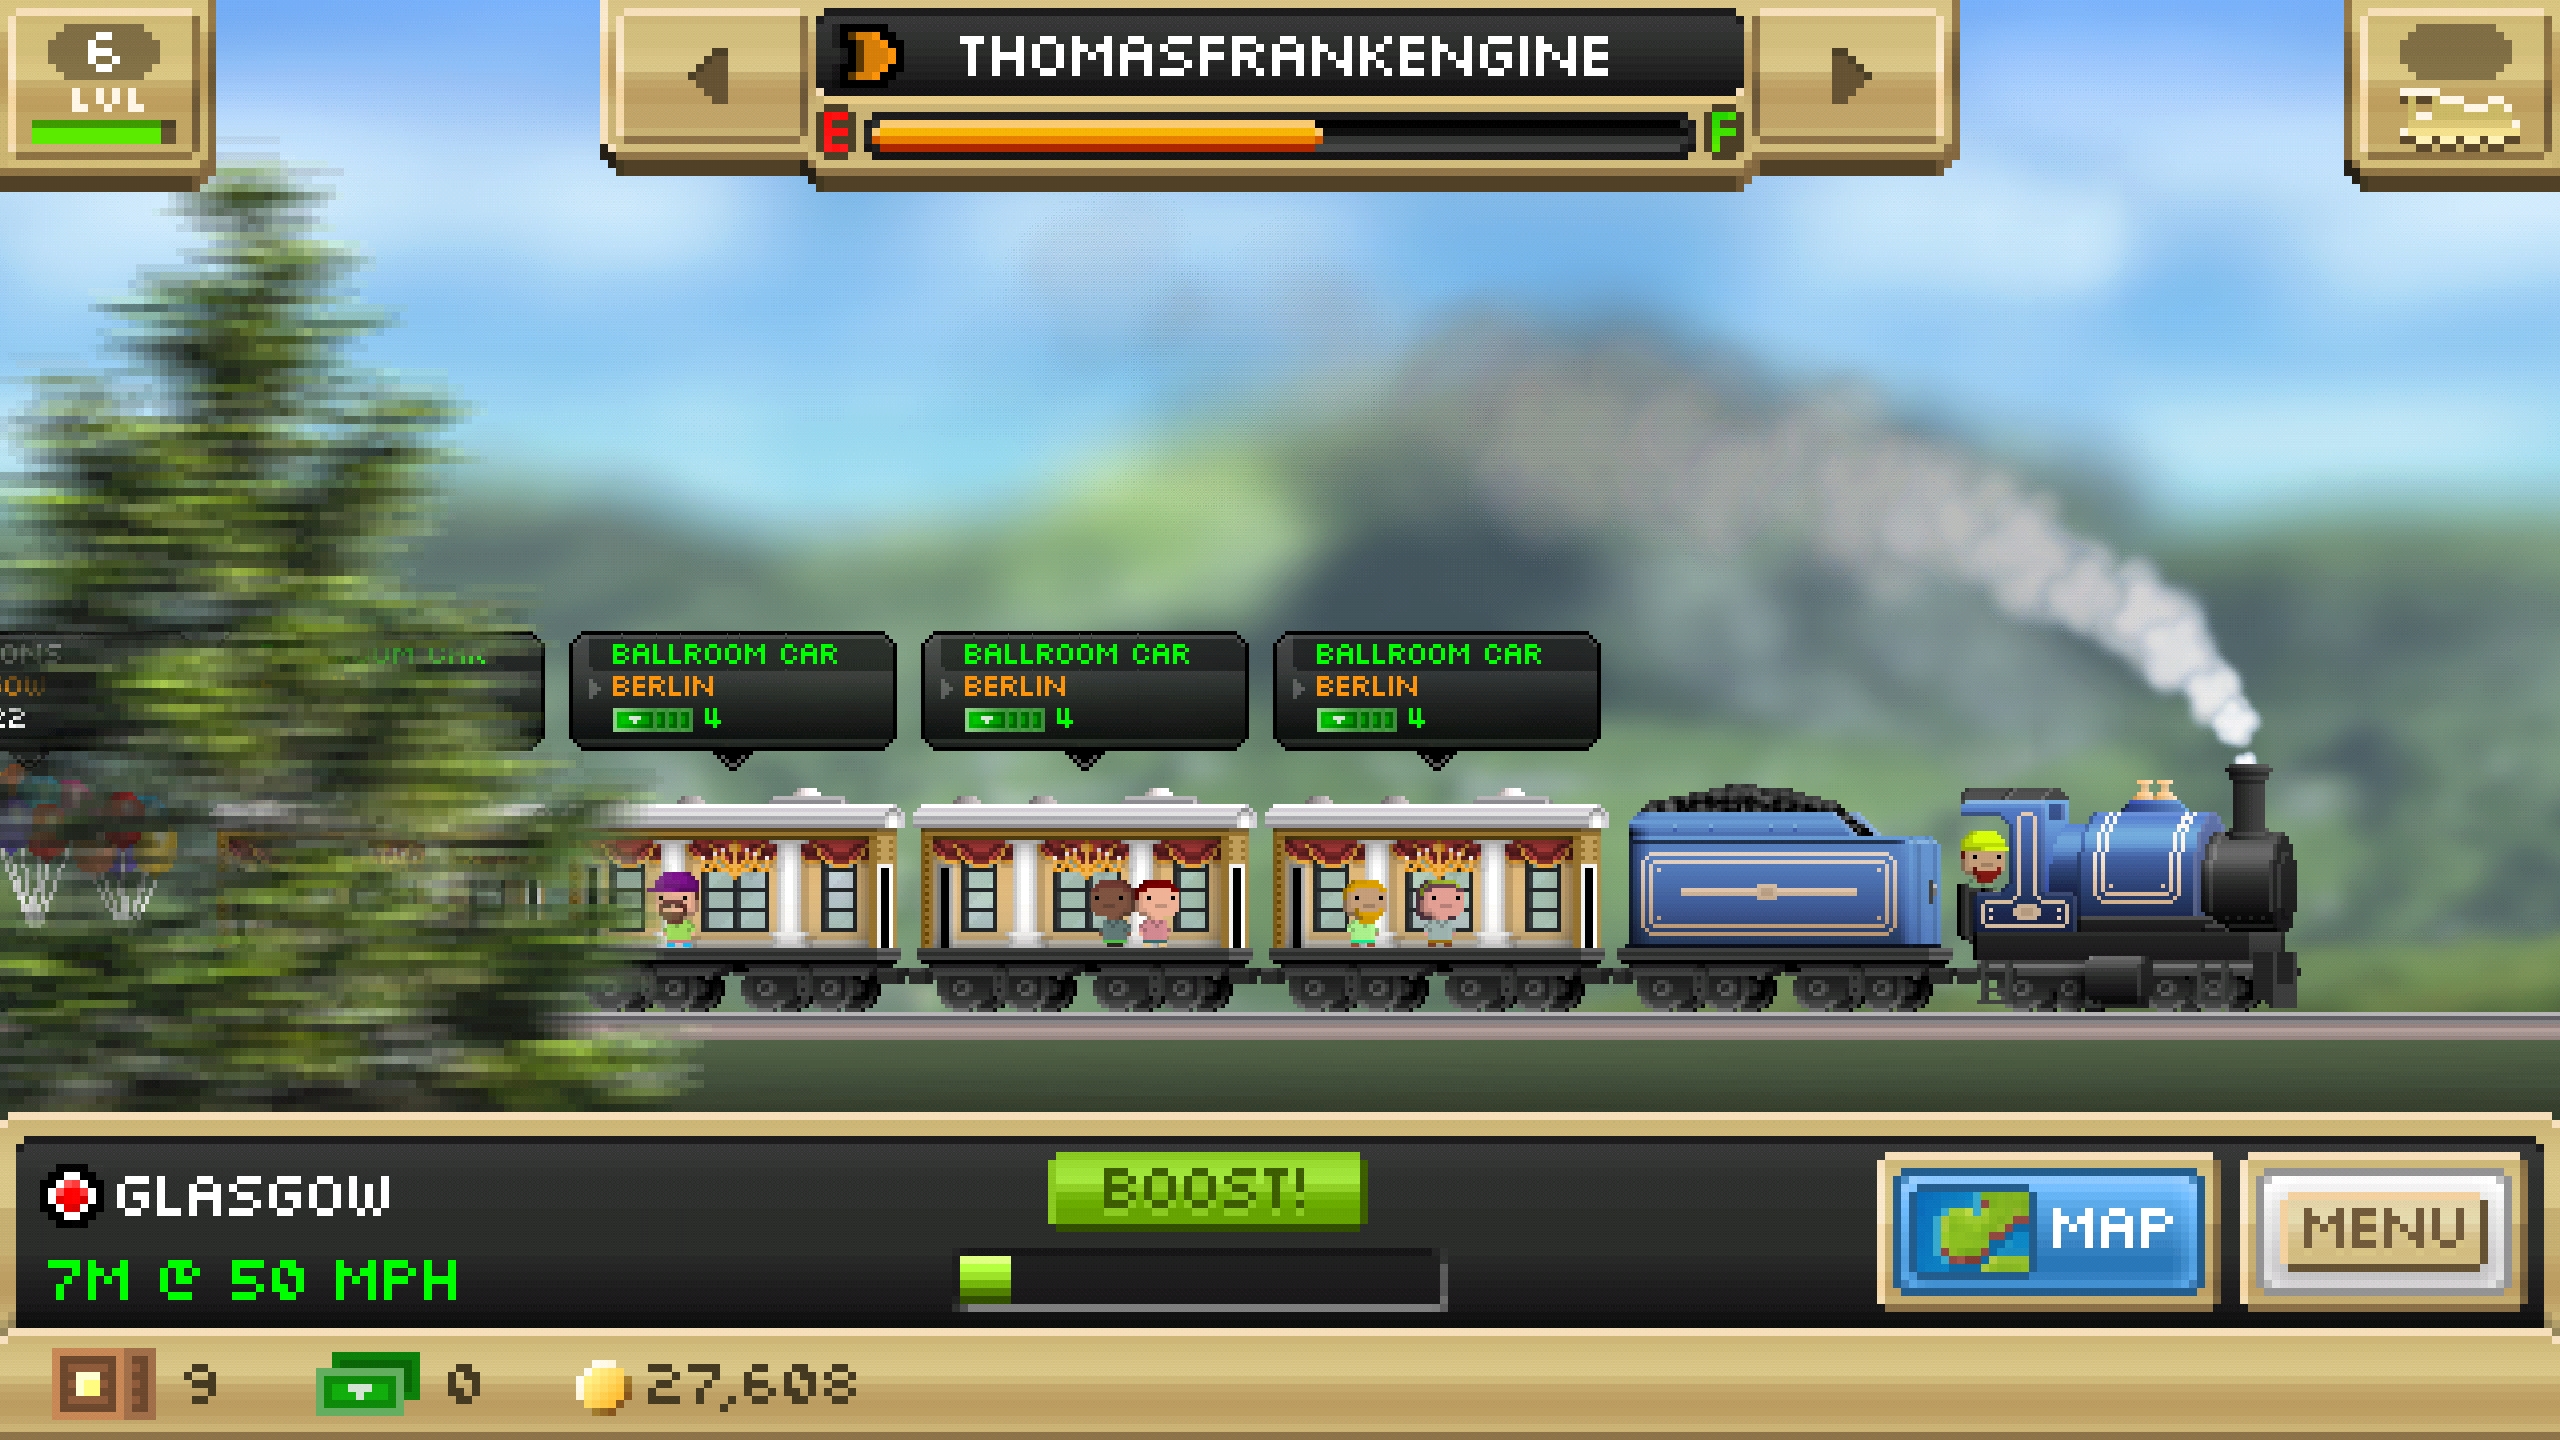 6
LVL
THOMASFRANKENGINE
E
F
BALLROOM CAR
BERLIN
4
BALLROOM CAR
BERLIN
4
BALLROOM CAR
BERLIN
4
22
GLASGOW
7M @ 50 MPH
BOOST!
MAP
MENU
9
0
27,608